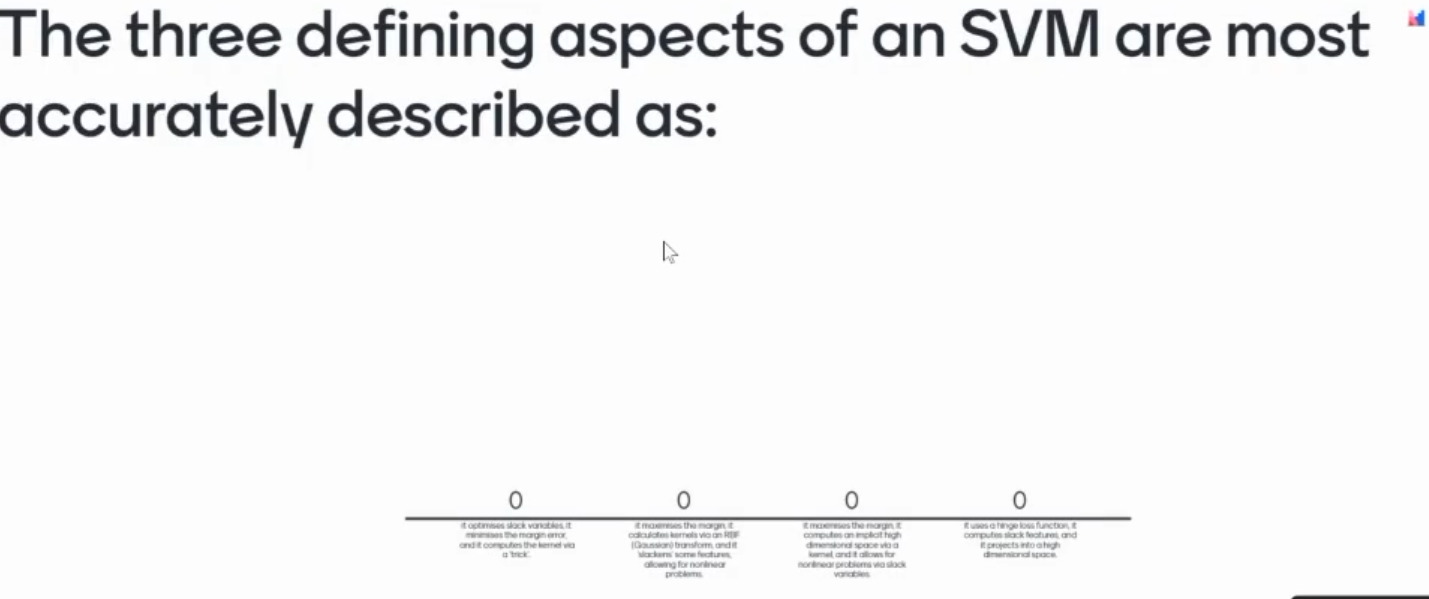 The three defining aspects of an SVM are most
accurately described as:
0
0
0
0
it optimises slack variables, it
minimises the margin error,
and it computes the kernel via
a 'trick'.
it maximises the margin, it
calculates kernels via an RBF
(Gaussian) transform, and it
'slackens' some features,
allowing for nonlinear
problems.
it maximises the margin, it
computes an implicit high
dimensional space via a
kernel, and it allows for
nonlinear problems via slack
variables.
it uses a hinge loss function, it
computes slack features, and
it projects into a high
dimensional space.